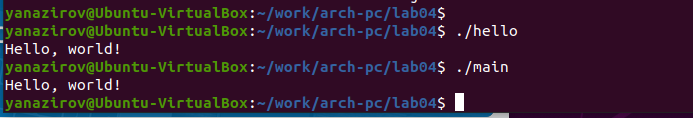 yanazirov@Ubuntu-VirtualBox:~/work/arch-pc/lab04$
yanazirov@Ubuntu-VirtualBox:~/work/arch-pc/lab04$ ./hello
Hello, world!
yanazirov@Ubuntu-VirtualBox:~/work/arch-pc/lab04$ ./main
Hello, world!
yanazirov@Ubuntu-VirtualBox:~/work/arch-pc/lab04$